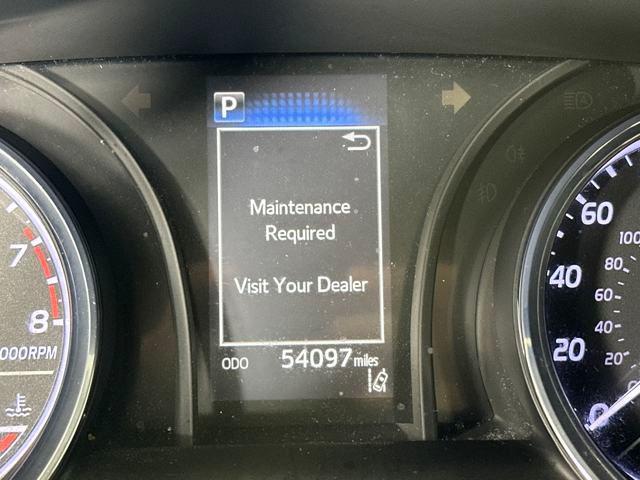 P
Maintenance
Required
Visit Your Dealer
ODO 54097 miles
7
8
000RPM
60
40
20
0
100
80
60
40
20